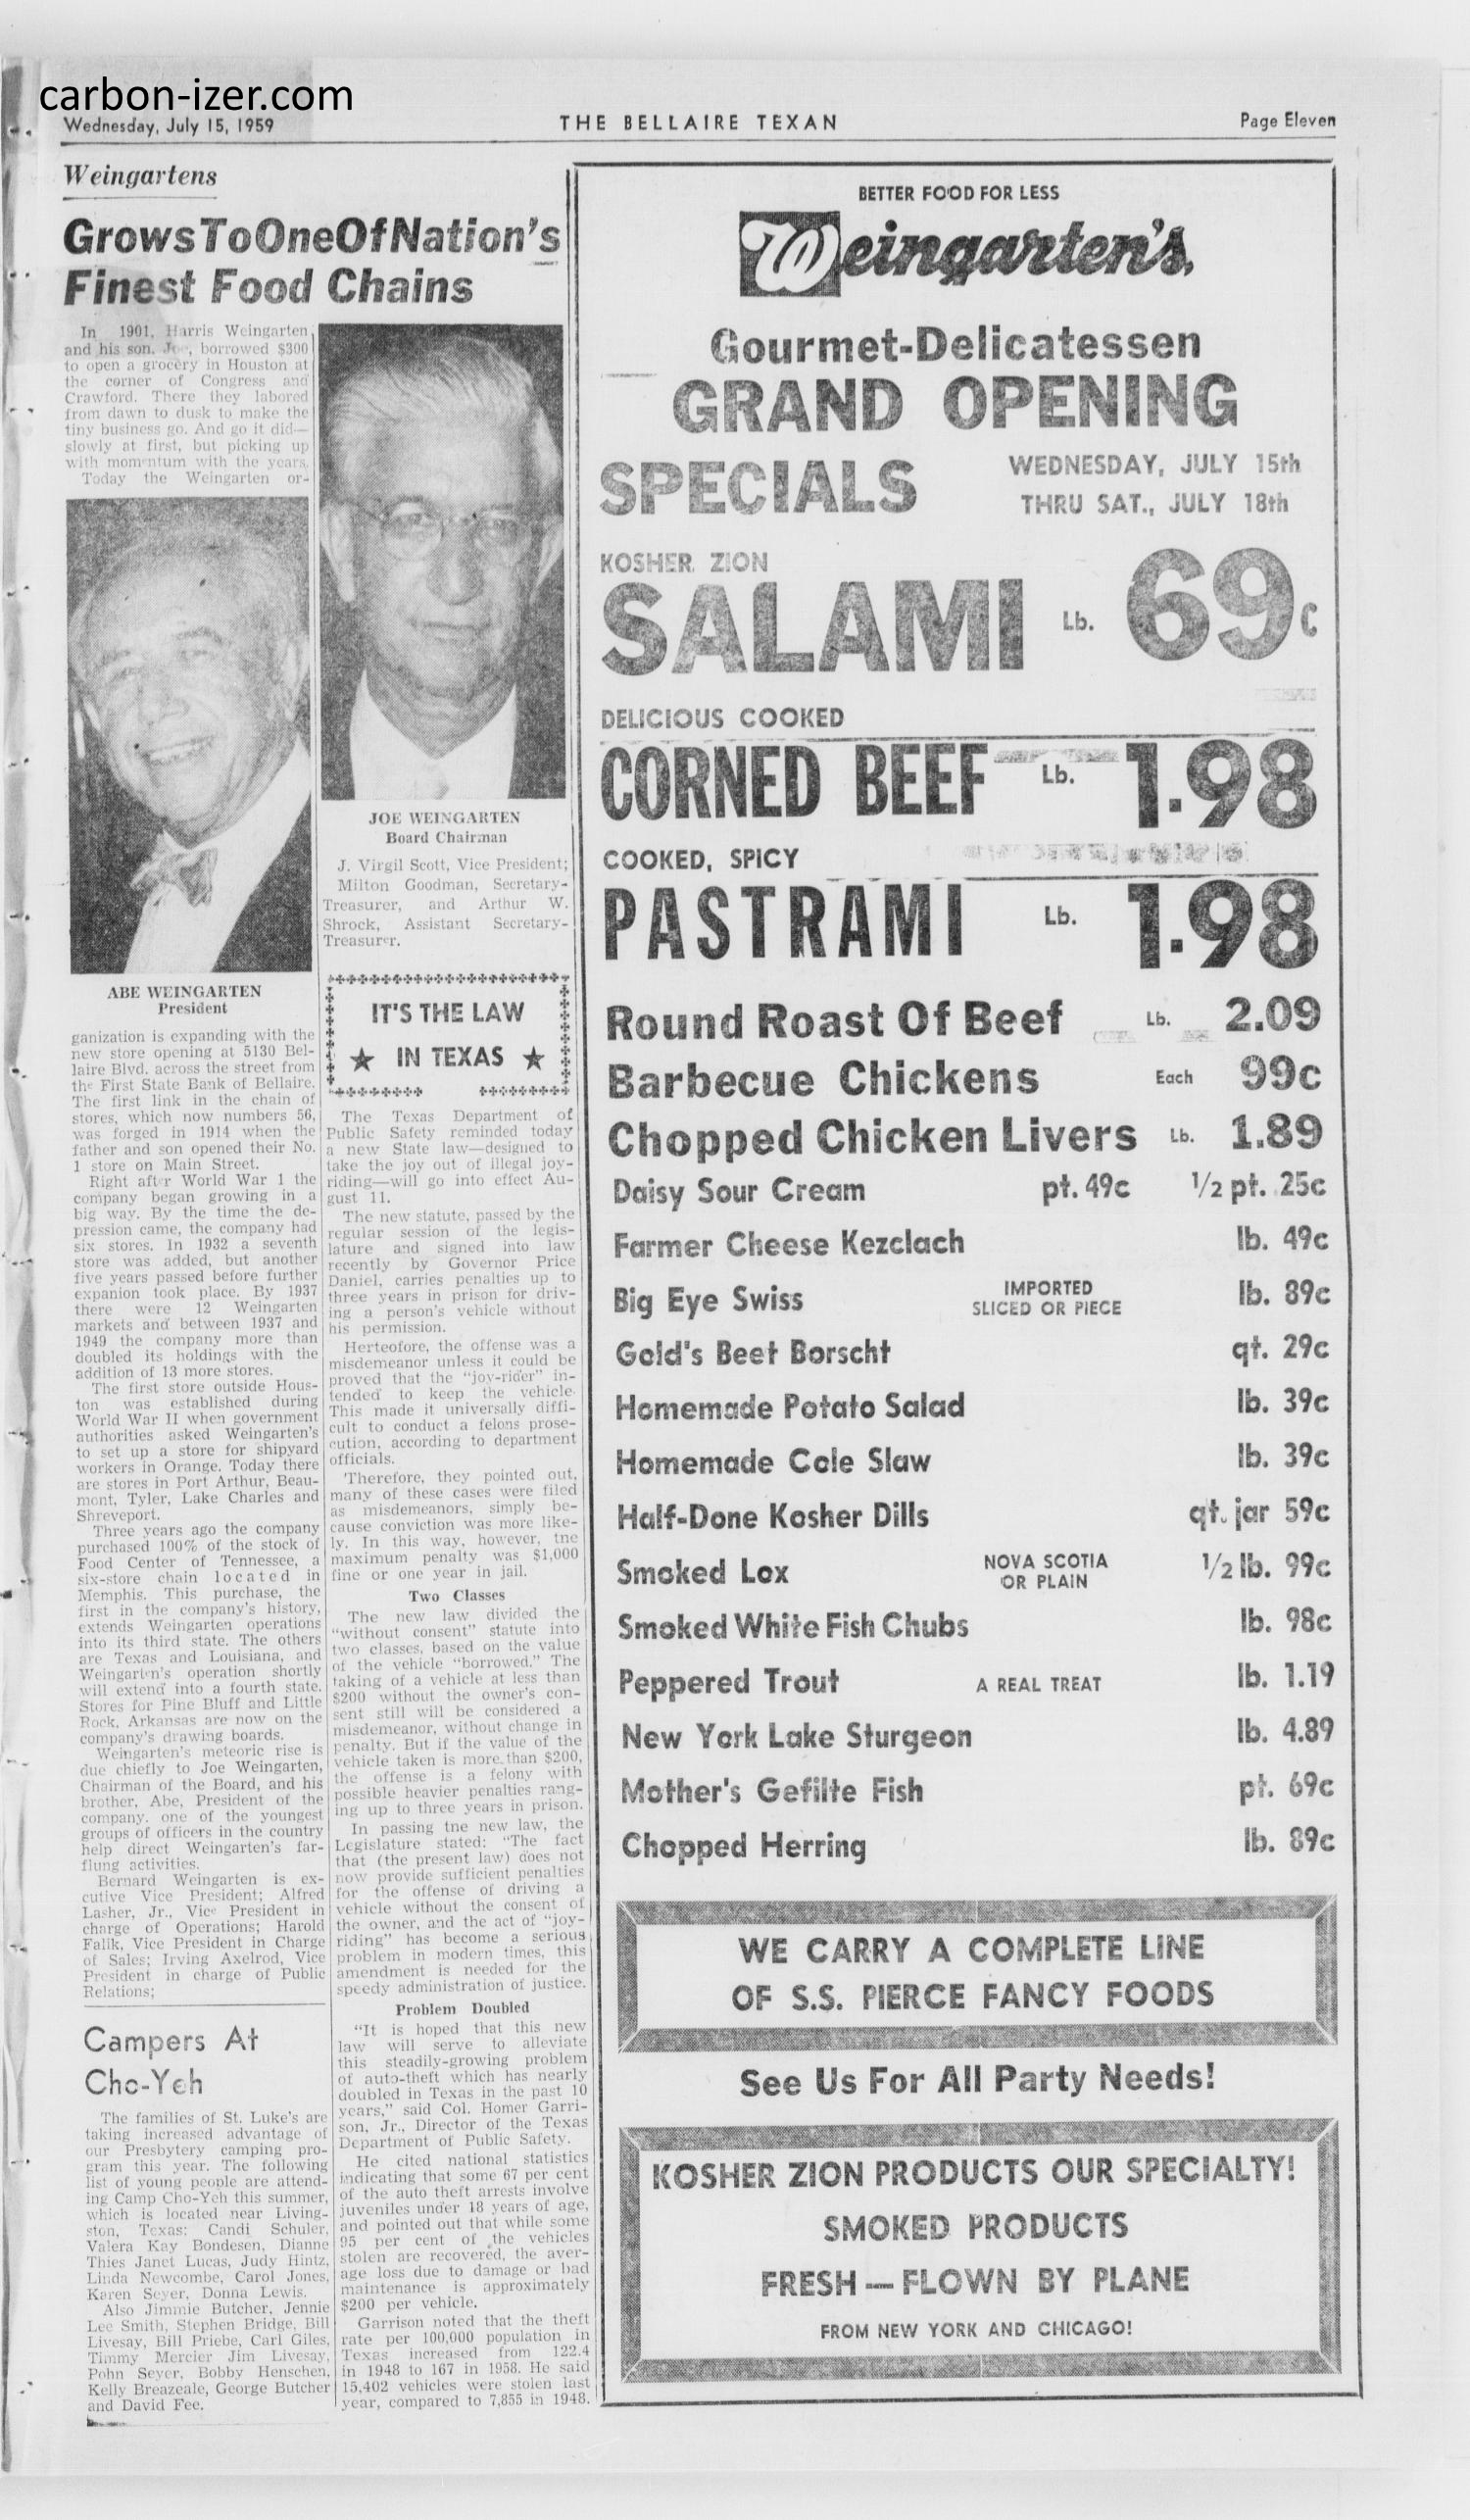 carbon-izer.com
Wednesday, July 15, 1959
THE BELLAIRE TEXAN
Page Eleven
Weingartens
GrowsToOneOfNation's
Finest Food Chains
In 1901, Harris Weingarten
and his son, Joe, borrowed $300
to open a grocery in Houston at
the corner of Congress and
Crawford. There they labored
from dawn to dusk to make the
tiny business go. And go it did—
slowly at first, but picking up
with momentum with the years.
Today the Weingarten or-
ABE WEINGARTEN
President
ganization is expanding with the
new store opening at 5130 Bel-
laire Blvd. across the street from
the First State Bank of Bellaire.
The first link in the chain of
stores, which now numbers 56,
was forged in 1914 when the
father and son opened their No.
1 store on Main Street.
Right after World War 1 the
company began growing in a
big way. By the time the de-
pression came, the company had
six stores. In 1932 a seventh
store was added, but another
five years passed before further
expanion took place. By 1937
there were 12 Weingarten
markets and between 1937 and
1949 the company more than
doubled its holdings with the
addition of 13 more stores.
The first store outside Hous-
ton was established during
World War II when government
authorities asked Weingarten's
to set up a store for shipyard
workers in Orange. Today there
are stores in Port Arthur, Beau-
mont, Tyler, Lake Charles and
Shreveport.
Three years ago the company
purchased 100% of the stock of
Food Center of Tennessee, a
six-store chain located in
Memphis. This purchase, the
first in the company's history,
extends Weingarten operations
into its third state. The others
are Texas and Louisiana, and
Weingarten's operation shortly
will extend into a fourth state.
Stores for Pine Bluff and Little
Rock, Arkansas are now on the
company's drawing boards.
Weingarten's meteoric rise is
due chiefly to Joe Weingarten,
Chairman of the Board, and his
brother, Abe, President of the
company. one of the youngest
groups of officers in the country
help direct Weingarten's far-
flung activities.
Bernard Weingarten is ex-
cutive Vice President; Alfred
Lasher, Jr., Vice President in
charge of Operations; Harold
Falik, Vice President in Charge
of Sales; Irving Axelrod, Vice
President in charge of Public
Relations;
Campers At
Cho-Yeh
The families of St. Luke's are
taking increased advantage of
our Presbytery camping pro-
gram this year. The following
list of young people are attend-
ing Camp Cho-Yeh this summer,
which is located near Living-
ston, Texas: Candi Schuler,
Valera Kay Bondesen, Dianne
Thies Janet Lucas, Judy Hintz,
Linda Newcombe, Carol Jones,
Karen Seyer, Donna Lewis.
Also Jimmie Butcher, Jennie
Lee Smith, Stephen Bridge, Bill
Livesay, Bill Priebe, Carl Giles,
Timmy Mercier Jim Livesay,
Pohn Seyer, Bobby Henschen,
Kelly Breazeale, George Butcher
and David Fee.
JOE WEINGARTEN
Board Chairman
J. Virgil Scott, Vice President;
Milton Goodman, Secretary-
Treasurer, and Arthur W.
Shrock, Assistant Secretary-
Treasurer.
IT'S THE LAW
★ IN TEXAS ★
The Texas Department of
Public Safety reminded today
a new State law—designed to
take the joy out of illegal joy-
riding—will go into effect Au-
gust 11.
The new statute, passed by the
regular session of the legis-
lature and signed into law
recently by Governor Price
Daniel, carries penalties up to
three years in prison for driv-
ing a person's vehicle without
his permission.
Herteofore, the offense was a
misdemeanor unless it could be
proved that the "joy-rider" in-
tended to keep the vehicle.
This made it universally diffi-
cult to conduct a felons prose-
cution, according to department
officials.
Therefore, they pointed out,
many of these cases were filed
as misdemeanors, simply be-
cause conviction was more like-
ly. In this way, however, tne
maximum penalty was $1,000
fine or one year in jail.
Two Classes
The new law divided the
"without consent" statute into
two classes, based on the value
of the vehicle "borrowed." The
taking of a vehicle at less than
$200 without the owner's con-
sent still will be considered a
misdemeanor, without change in
penalty. But if the value of the
vehicle taken is more than $200,
the offense is a felony with
possible heavier penalties rang-
ing up to three years in prison.
In passing tne new law, the
Legislature stated: "The fact
that (the present law) does not
now provide sufficient penalties
for the offense of driving a
vehicle without the consent of
the owner, and the act of "joy-
riding" has become a serious
problem in modern times, this
amendment is needed for the
speedy administration of justice.
Problem Doubled
"It is hoped that this new
law will serve to alleviate
this steadily-growing problem
of auto-theft which has nearly
doubled in Texas in the past 10
years," said Col. Homer Garri-
son, Jr., Director of the Texas
Department of Public Safety.
He cited national statistics
indicating that some 67 per cent
of the auto theft arrests involve
juveniles under 18 years of age,
and pointed out that while some
95 per cent of the vehicles
stolen are recovered, the aver-
age loss due to damage or bad
maintenance is approximately
$200 per vehicle.
Garrison noted that the theft
rate per 100,000 population in
Texas increased from 122.4
in 1948 to 167 in 1958. He said
15,402 vehicles were stolen last
year, compared to 7,855 in 1948.
BETTER FOOD FOR LESS
Weingarten's
Gourmet-Delicatessen
GRAND OPENING
SPECIALS
WEDNESDAY, JULY 15th
THRU SAT., JULY 18th
KOSHER ZION
SALAMI Lb. 69c
DELICIOUS COOKED
CORNED BEEF Lb. 1.98
COOKED, SPICY
PASTRAMI Lb. 1.98
Round Roast Of Beef Lb. 2.09
Barbecue Chickens Each 99c
Chopped Chicken Livers Lb. 1.89
Daisy Sour Cream pt. 49c 1/2 pt. 25c
Farmer Cheese Kezclach lb. 49c
Big Eye Swiss IMPORTED SLICED OR PIECE lb. 89c
Gold's Beet Borscht qt. 29c
Homemade Potato Salad lb. 39c
Homemade Cole Slaw lb. 39c
Half-Done Kosher Dills qt. jar 59c
Smoked Lox NOVA SCOTIA OR PLAIN 1/2 lb. 99c
Smoked White Fish Chubs lb. 98c
Peppered Trout A REAL TREAT lb. 1.19
New York Lake Sturgeon lb. 4.89
Mother's Gefilte Fish pt. 69c
Chopped Herring lb. 89c
WE CARRY A COMPLETE LINE
OF S.S. PIERCE FANCY FOODS
See Us For All Party Needs!
KOSHER ZION PRODUCTS OUR SPECIALTY!
SMOKED PRODUCTS
FRESH — FLOWN BY PLANE
FROM NEW YORK AND CHICAGO!